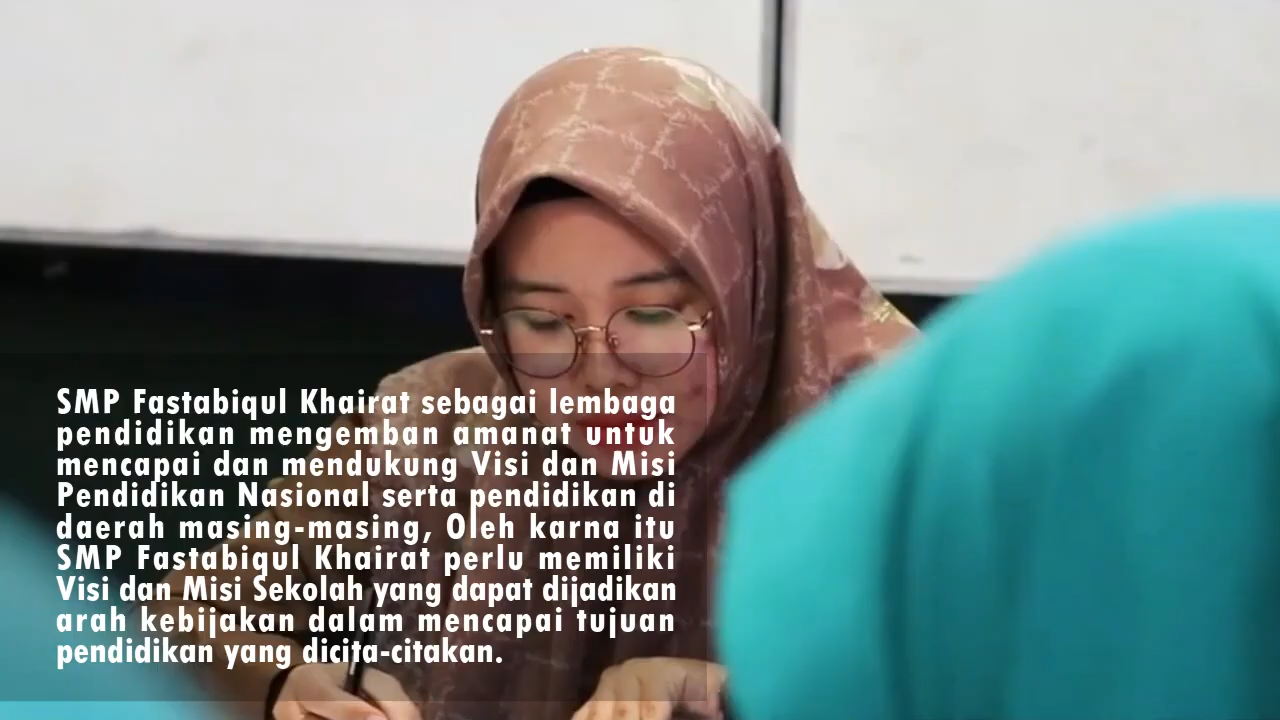 SMP Fastabiqul Khairat sebagai lembaga
pendidikan mengemban amanat untuk
mencapai dan mendukung Visi dan Misi
Pendidikan Nasional serta pendidikan di
daerah masing-masing, Oleh karna itu
SMP Fastabiqul Khairat perlu memiliki
Visi dan Misi Sekolah yang dapat dijadikan
arah kebijakan dalam mencapai tujuan
pendidikan yang dicita-citakan.